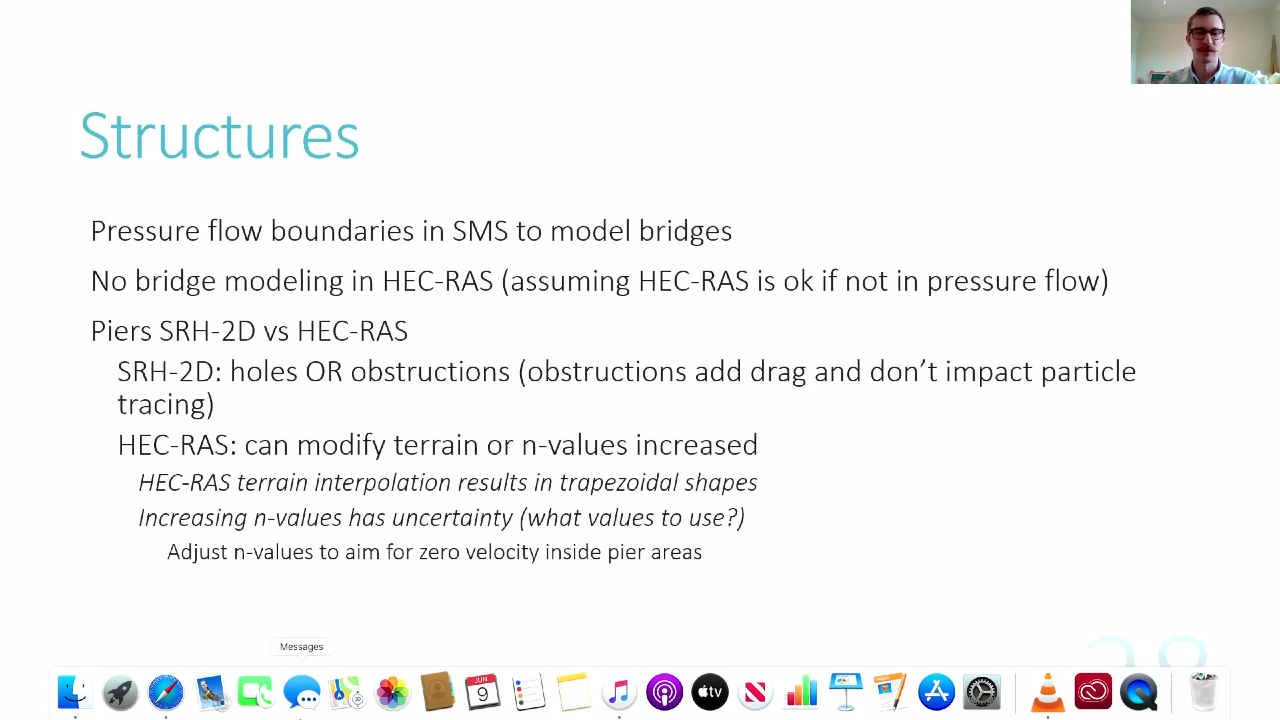 Structures
Pressure flow boundaries in SMS to model bridges
No bridge modeling in HEC-RAS (assuming HEC-RAS is ok if not in pressure flow)
Piers SRH-2D vs HEC-RAS
SRH-2D: holes OR obstructions (obstructions add drag and don’t impact particle
tracing)
HEC-RAS: can modify terrain or n-values increased
HEC-RAS terrain interpolation results in trapezoidal shapes
Increasing n-values has uncertainty (what values to use?)
Adjust n-values to aim for zero velocity inside pier areas
Messages
JUN
9
tv